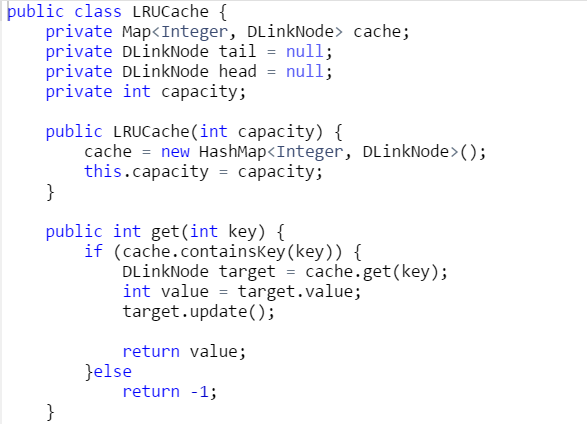 public class LRUCache {
    private Map<Integer, DLinkNode> cache;
    private DLinkNode tail = null;
    private DLinkNode head = null;
    private int capacity;

    public LRUCache(int capacity) {
        cache = new HashMap<Integer, DLinkNode>();
        this.capacity = capacity;
    }

    public int get(int key) {
        if (cache.containsKey(key)) {
            DLinkNode target = cache.get(key);
            int value = target.value;
            target.update();

            return value;
        }else
            return -1;
    }